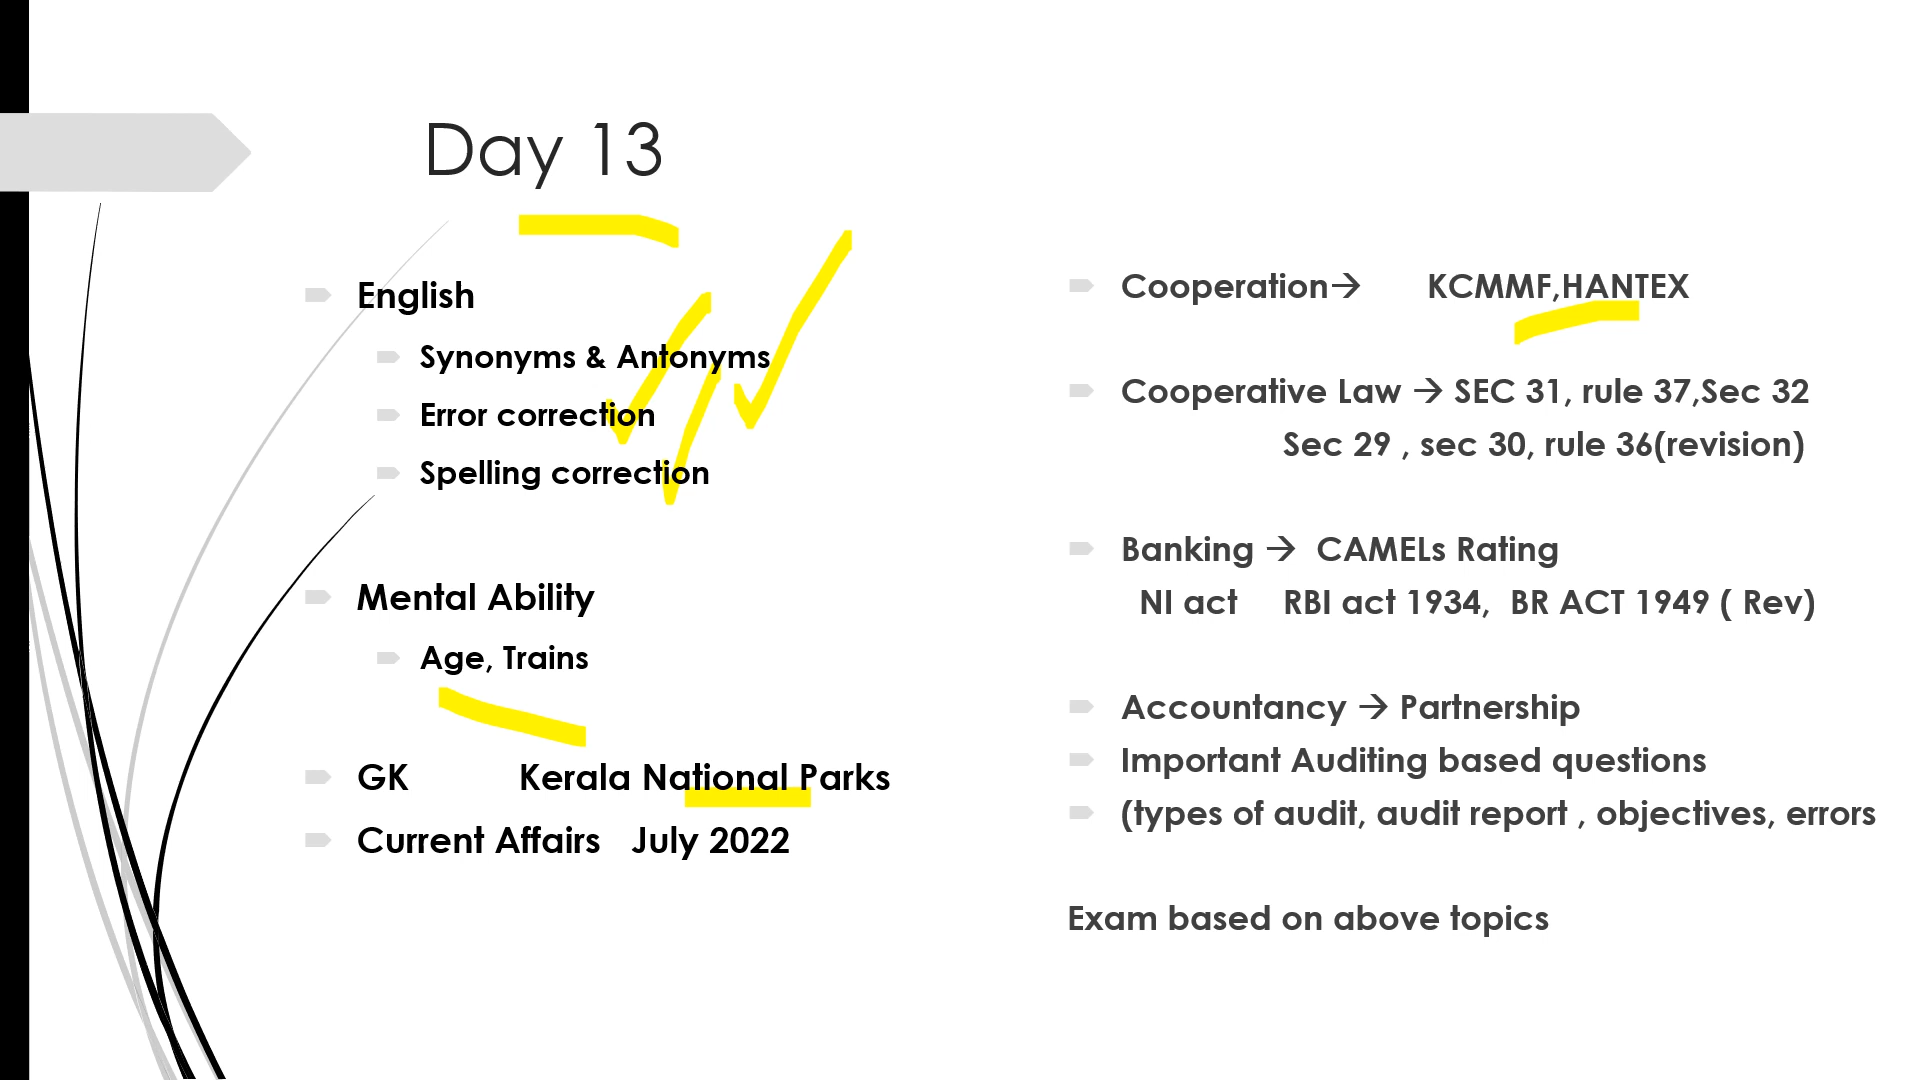 Day 13
English
Synonyms & Antonyms
Error correction
Spelling correction
Mental Ability
Age, Trains
GK Kerala National Parks
Current Affairs July 2022
Cooperation→ KCMMF,HANTEX
Cooperative Law → SEC 31, rule 37,Sec 32
Sec 29 , sec 30, rule 36(revision)
Banking → CAMELs Rating
NI act RBI act 1934, BR ACT 1949 ( Rev)
Accountancy → Partnership
Important Auditing based questions
(types of audit, audit report , objectives, errors
Exam based on above topics